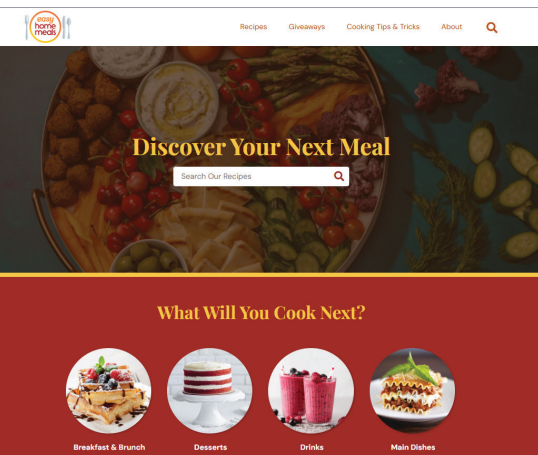 easy
home
meals
Recipes Giveaways Cooking Tips & Tricks About
Discover Your Next Meal
Search Our Recipes
What Will You Cook Next?
Breakfast & Brunch Desserts Drinks Main Dishes